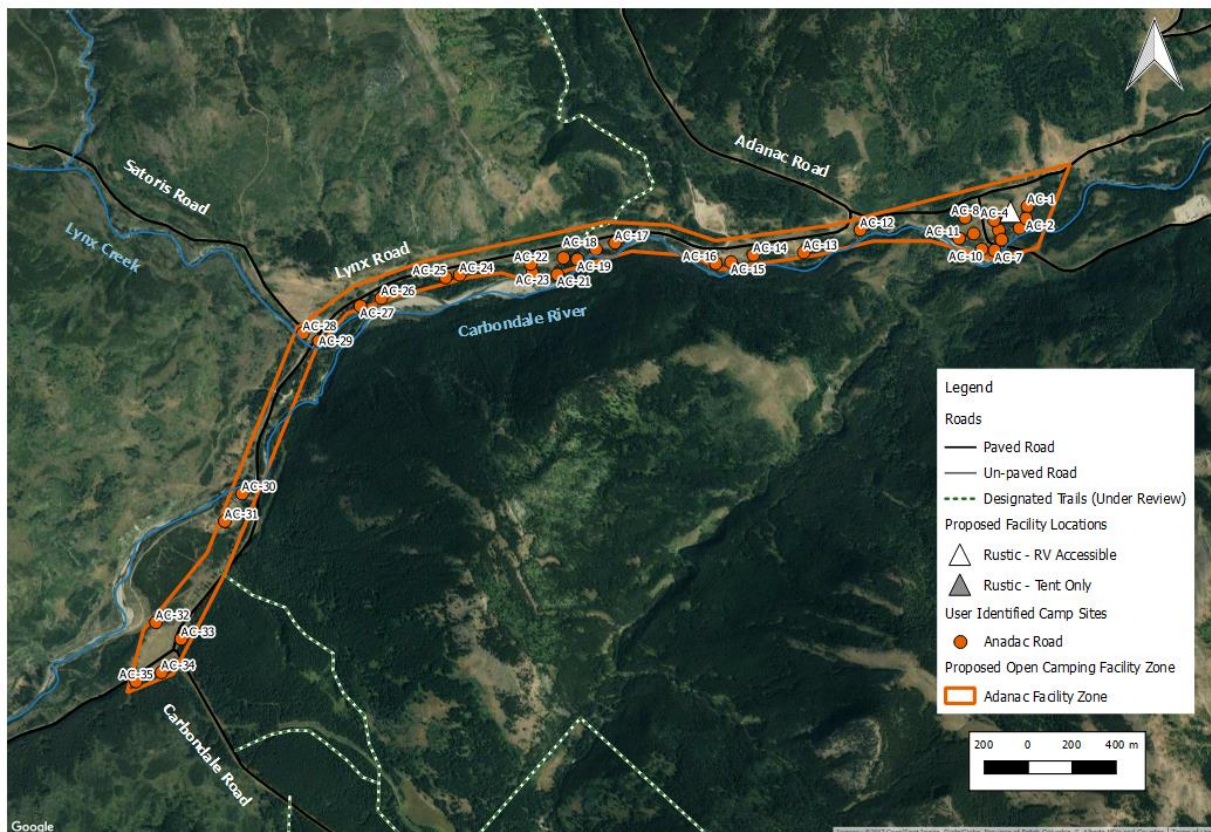 Adanac Road
Satoris Road
Lynx Creek
Lynx Road
Carbondale River
Carbondale Road
AC-1
AC-2
AC-4
AC-7
AC-8
AC-10
AC-11
AC-12
AC-13
AC-14
AC-15
AC-16
AC-17
AC-18
AC-19
AC-21
AC-22
AC-23
AC-24
AC-25
AC-26
AC-27
AC-28
AC-29
AC-30
AC-31
AC-32
AC-33
AC-34
AC-35
Legend
Roads
Paved Road
Un-paved Road
Designated Trails (Under Review)
Proposed Facility Locations
Rustic - RV Accessible
Rustic - Tent Only
User Identified Camp Sites
Anadac Road
Proposed Open Camping Facility Zone
Adanac Facility Zone
200 0 200 400 m
Google